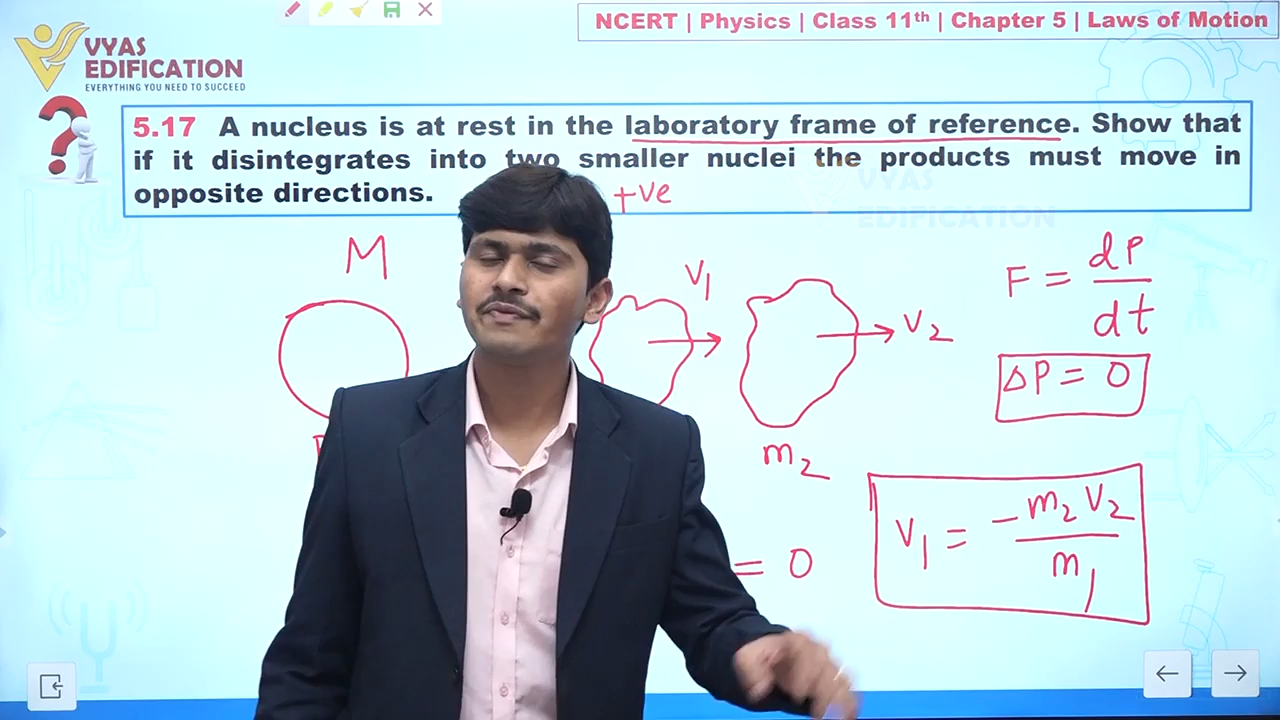 NCERT | Physics | Class 11th | Chapter 5 | Laws of Motion
VYAS
EDIFICATION
EVERYTHING YOU NEED TO SUCCEED
5.17 A nucleus is at rest in the laboratory frame of reference. Show that
if it disintegrates into two smaller nuclei the products must move in
opposite directions.
+ve
VYAS
EDIFICATION
M
V1
V2
F = dP/dt
ΔP = 0
m2
= 0
V1 = -m2V2/m1